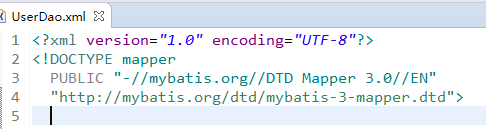 UserDao.xml
1 <?xml version="1.0" encoding="UTF-8"?>
2 <!DOCTYPE mapper
3 PUBLIC "-//mybatis.org//DTD Mapper 3.0//EN"
4 "http://mybatis.org/dtd/mybatis-3-mapper.dtd">
5